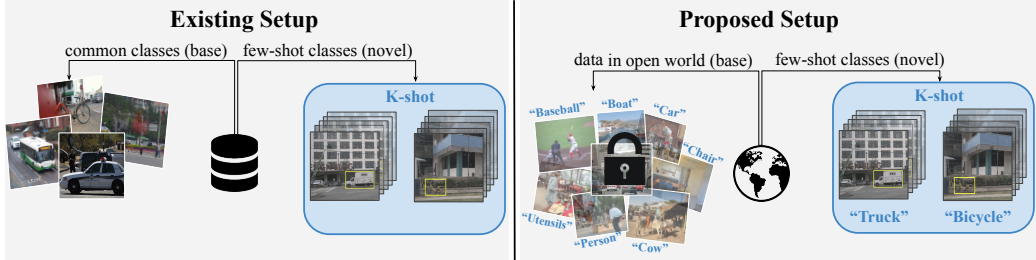 Existing Setup
common classes (base)
few-shot classes (novel)
K-shot
Proposed Setup
data in open world (base)
few-shot classes (novel)
“Baseball”
“Boat”
“Car”
“Chair”
“Utensils”
“Person”
“Cow”
K-shot
“Truck”
“Bicycle”